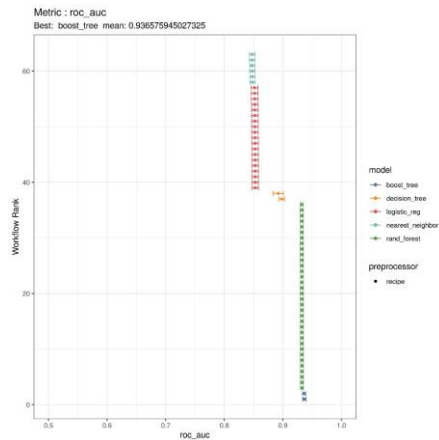 Metric : roc_auc
Best: boost_tree mean: 0.936575945027325
60
40
20
0
Workflow Rank
0.5 0.6 0.7 0.8 0.9 1.0
roc_auc
model
boost_tree
decision_tree
logistic_reg
nearest_neighbor
rand_forest
preprocessor
recipe